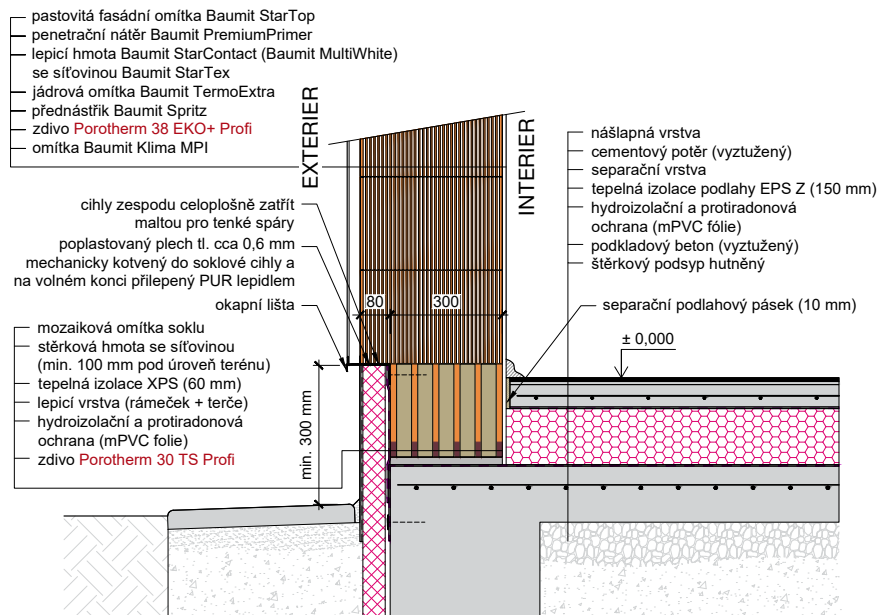 pastovitá fasádní omítka Baumit StarTop
penetrační nátěr Baumit PremiumPrimer
lepicí hmota Baumit StarContact (Baumit MultiWhite)
se síťovinou Baumit StarTex
jádrová omítka Baumit TermoExtra
přednástřik Baumit Spritz
zdivo Porotherm 38 EKO+ Profi
omítka Baumit Klima MPI
EXTERIER
INTERIER
nášlapná vrstva
cementový potěr (vyztužený)
separační vrstva
tepelná izolace podlahy EPS Z (150 mm)
hydroizolační a protiradonová
ochrana (mPVC fólie)
podkladový beton (vyztužený)
štěrkový podsyp hutněný
cihly zespodu celoplošně zatřít
maltou pro tenké spáry
poplastovaný plech tl. cca 0,6 mm
mechanicky kotvený do soklové cihly a
na volném konci přilepený PUR lepidlem
okapní lišta
80
300
separační podlahový pásek (10 mm)
± 0,000
mozaiková omítka soklu
stěrková hmota se síťovinou
(min. 100 mm pod úroveň terénu)
tepelná izolace XPS (60 mm)
lepicí vrstva (rámeček + terče)
hydroizolační a protiradonová
ochrana (mPVC folie)
zdivo Porotherm 30 TS Profi
min. 300 mm